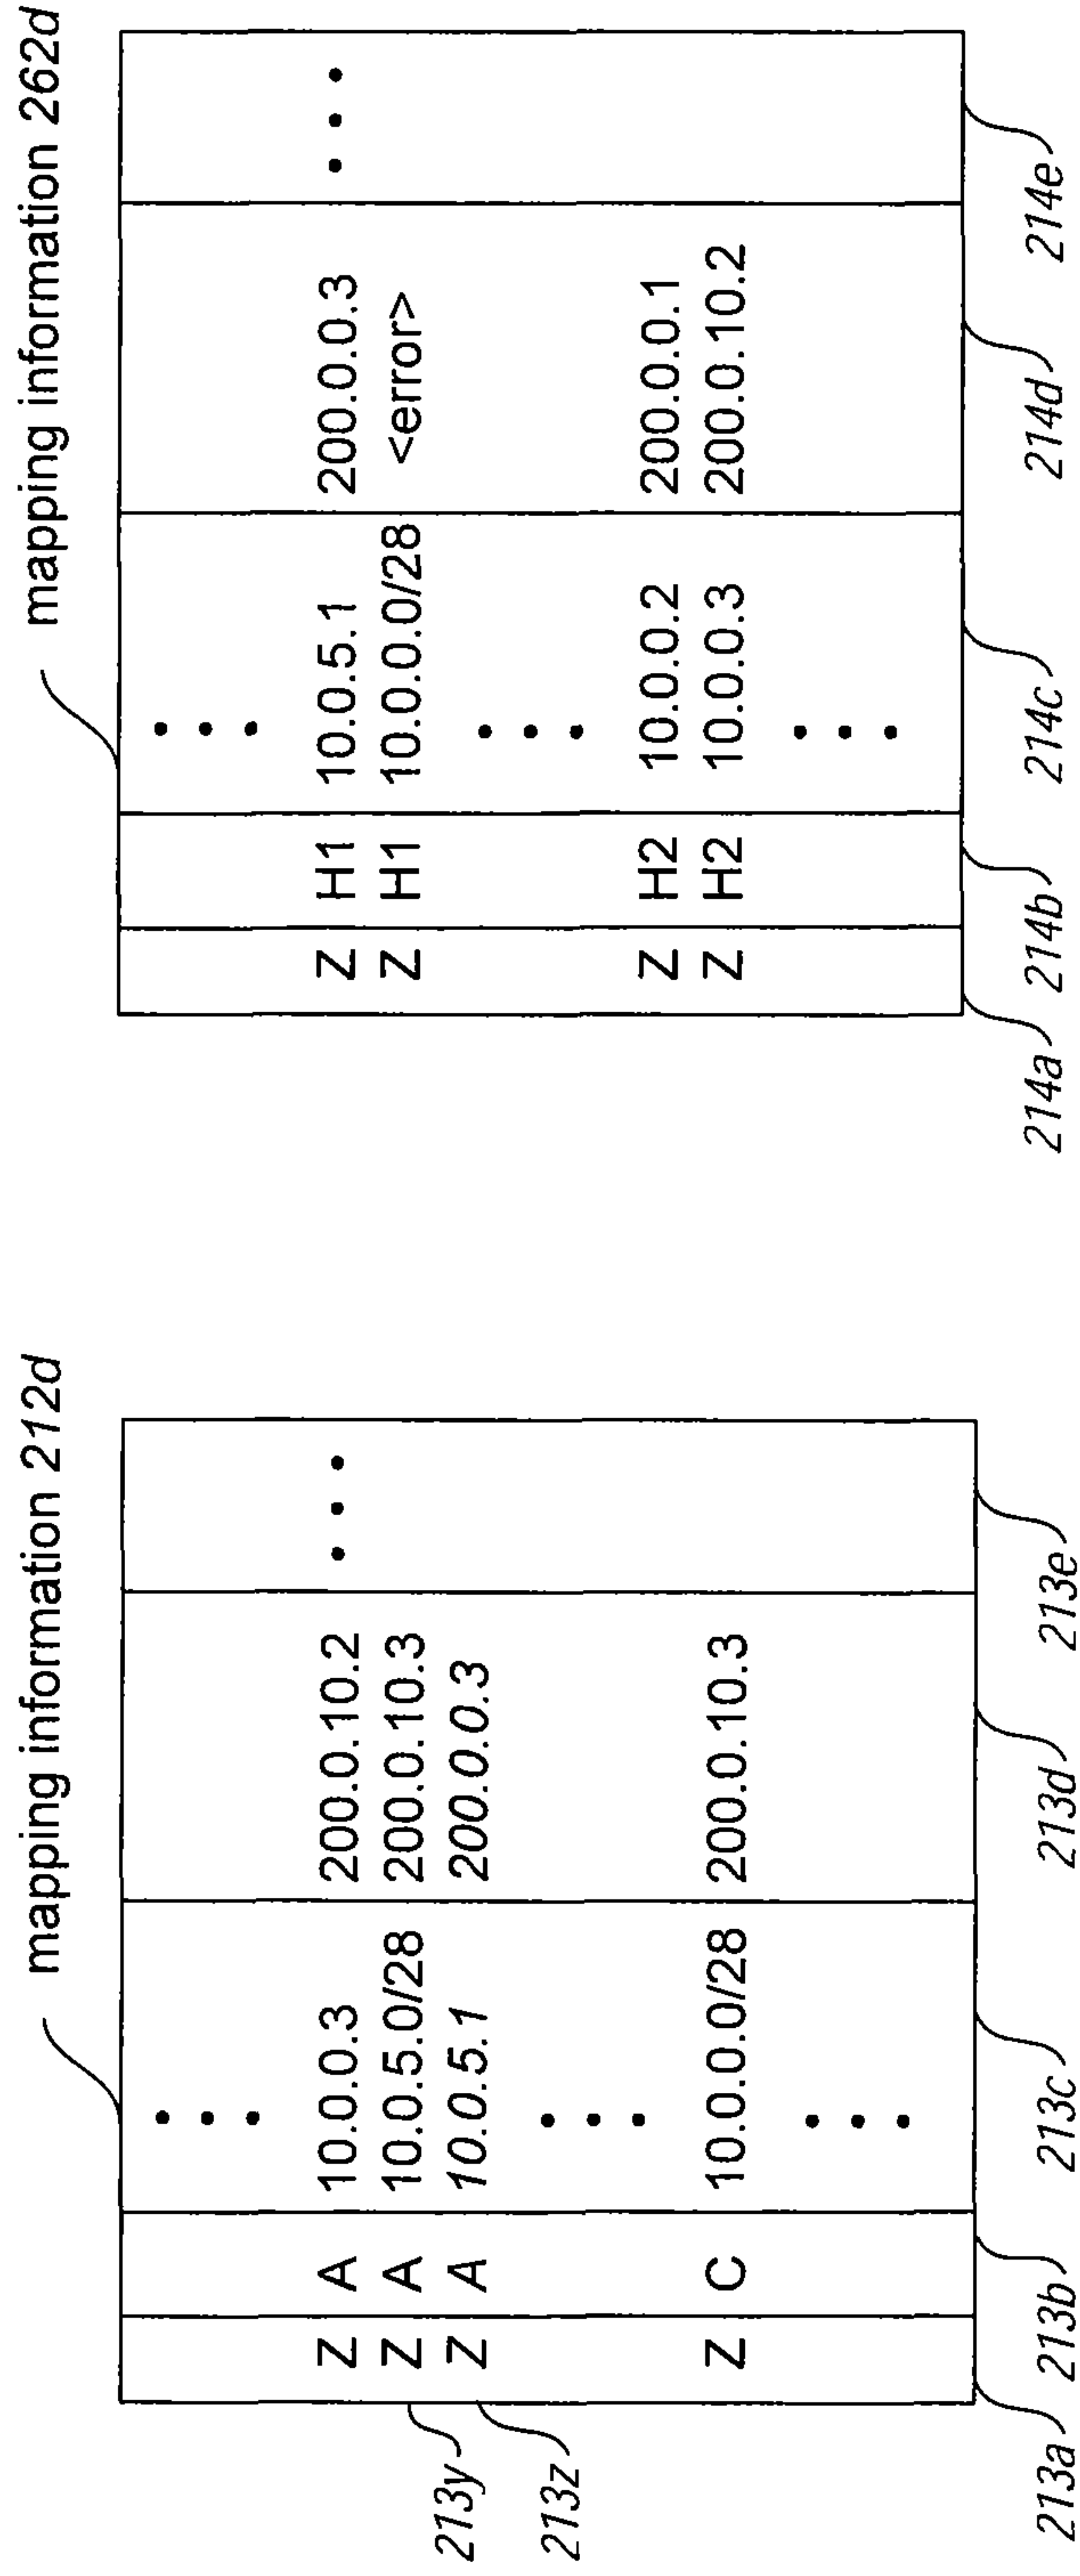 mapping information 212d
Z A 10.0.0.3 200.0.10.2
Z A 10.0.5.0/28 200.0.10.3
Z A 10.0.5.1 200.0.0.3
Z C 10.0.0.0/28 200.0.10.3
213y
213z
213a 213b 213c 213d 213e
mapping information 262d
Z H1 10.0.5.1 200.0.0.3
Z H1 10.0.0.0/28 <error>
Z H2 10.0.0.2 200.0.0.1
Z H2 10.0.0.3 200.0.10.2
214a 214b 214c 214d 214e